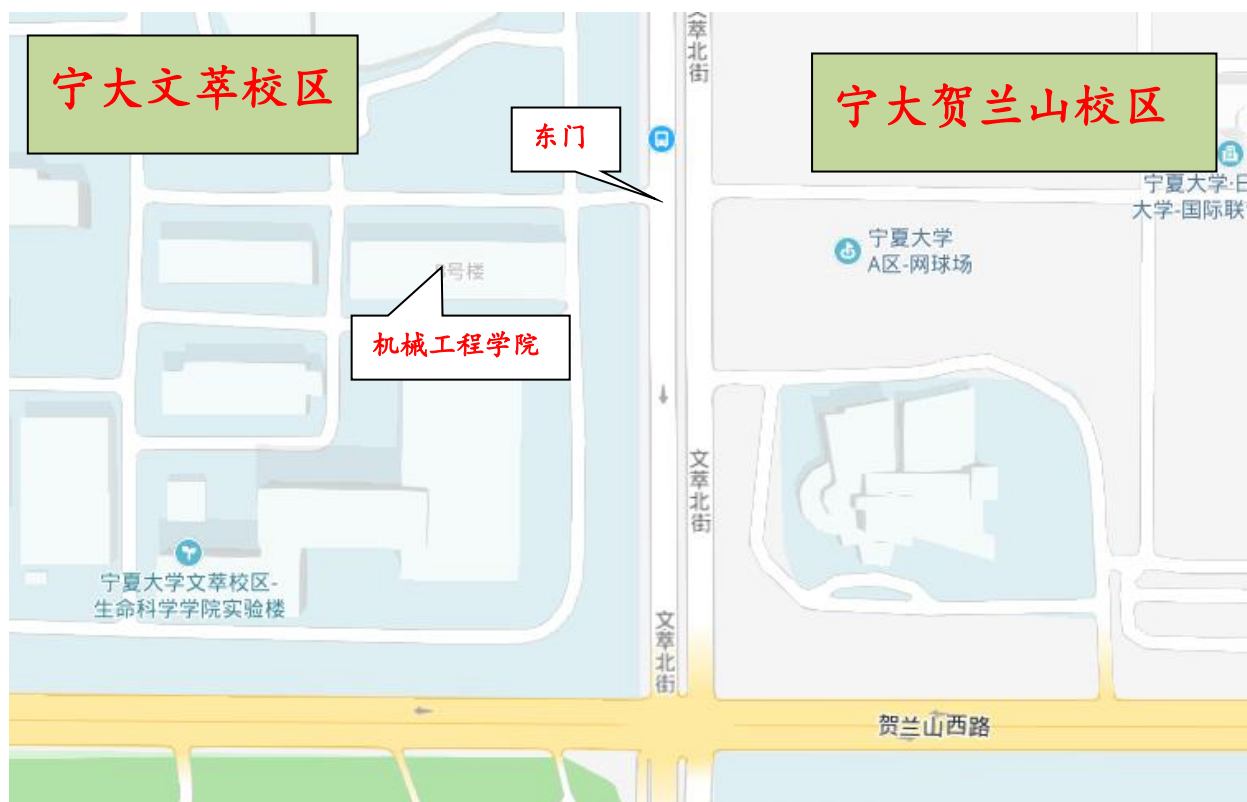 宁大文萃校区
文萃北街
宁大贺兰山校区
东门
宁夏大学·日
大学-国际联
宁夏大学
A区-网球场
号楼
机械工程学院
文萃北街
宁夏大学文萃校区-
生命科学学院实验楼
文萃北街
贺兰山西路